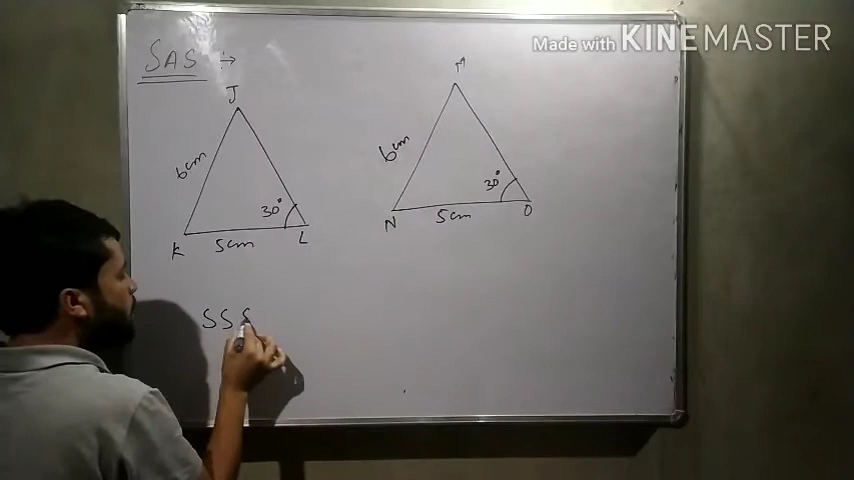 Made with KINEMASTER
SAS ÷→
J
6cm
30°
K
5cm
L
M
6cm
30°
N
5cm
O
SSS